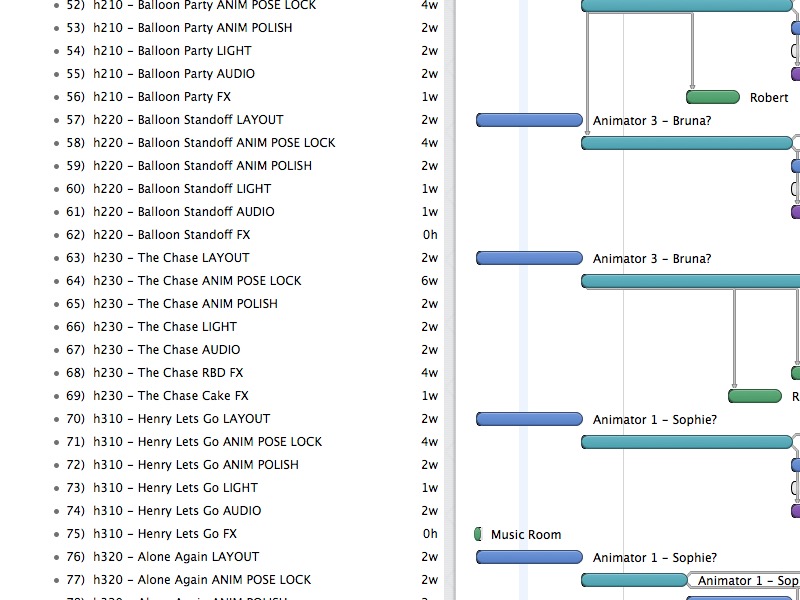 52) h210 – Balloon Party ANIM POSE LOCK 4w
53) h210 – Balloon Party ANIM POLISH 2w
54) h210 – Balloon Party LIGHT 2w
55) h210 – Balloon Party AUDIO 2w
56) h210 – Balloon Party FX 1w Robert
57) h220 – Balloon Standoff LAYOUT 2w Animator 3 – Bruna?
58) h220 – Balloon Standoff ANIM POSE LOCK 4w
59) h220 – Balloon Standoff ANIM POLISH 2w
60) h220 – Balloon Standoff LIGHT 1w
61) h220 – Balloon Standoff AUDIO 1w
62) h220 – Balloon Standoff FX 0h
63) h230 – The Chase LAYOUT 2w Animator 3 – Bruna?
64) h230 – The Chase ANIM POSE LOCK 6w
65) h230 – The Chase ANIM POLISH 2w
66) h230 – The Chase LIGHT 2w
67) h230 – The Chase AUDIO 2w
68) h230 – The Chase RBD FX 4w
69) h230 – The Chase Cake FX 1w R
70) h310 – Henry Lets Go LAYOUT 2w Animator 1 – Sophie?
71) h310 – Henry Lets Go ANIM POSE LOCK 4w
72) h310 – Henry Lets Go ANIM POLISH 2w
73) h310 – Henry Lets Go LIGHT 1w
74) h310 – Henry Lets Go AUDIO 2w
75) h310 – Henry Lets Go FX 0h Music Room
76) h320 – Alone Again LAYOUT 2w Animator 1 – Sophie?
77) h320 – Alone Again ANIM POSE LOCK 2w Animator 1 – Sop